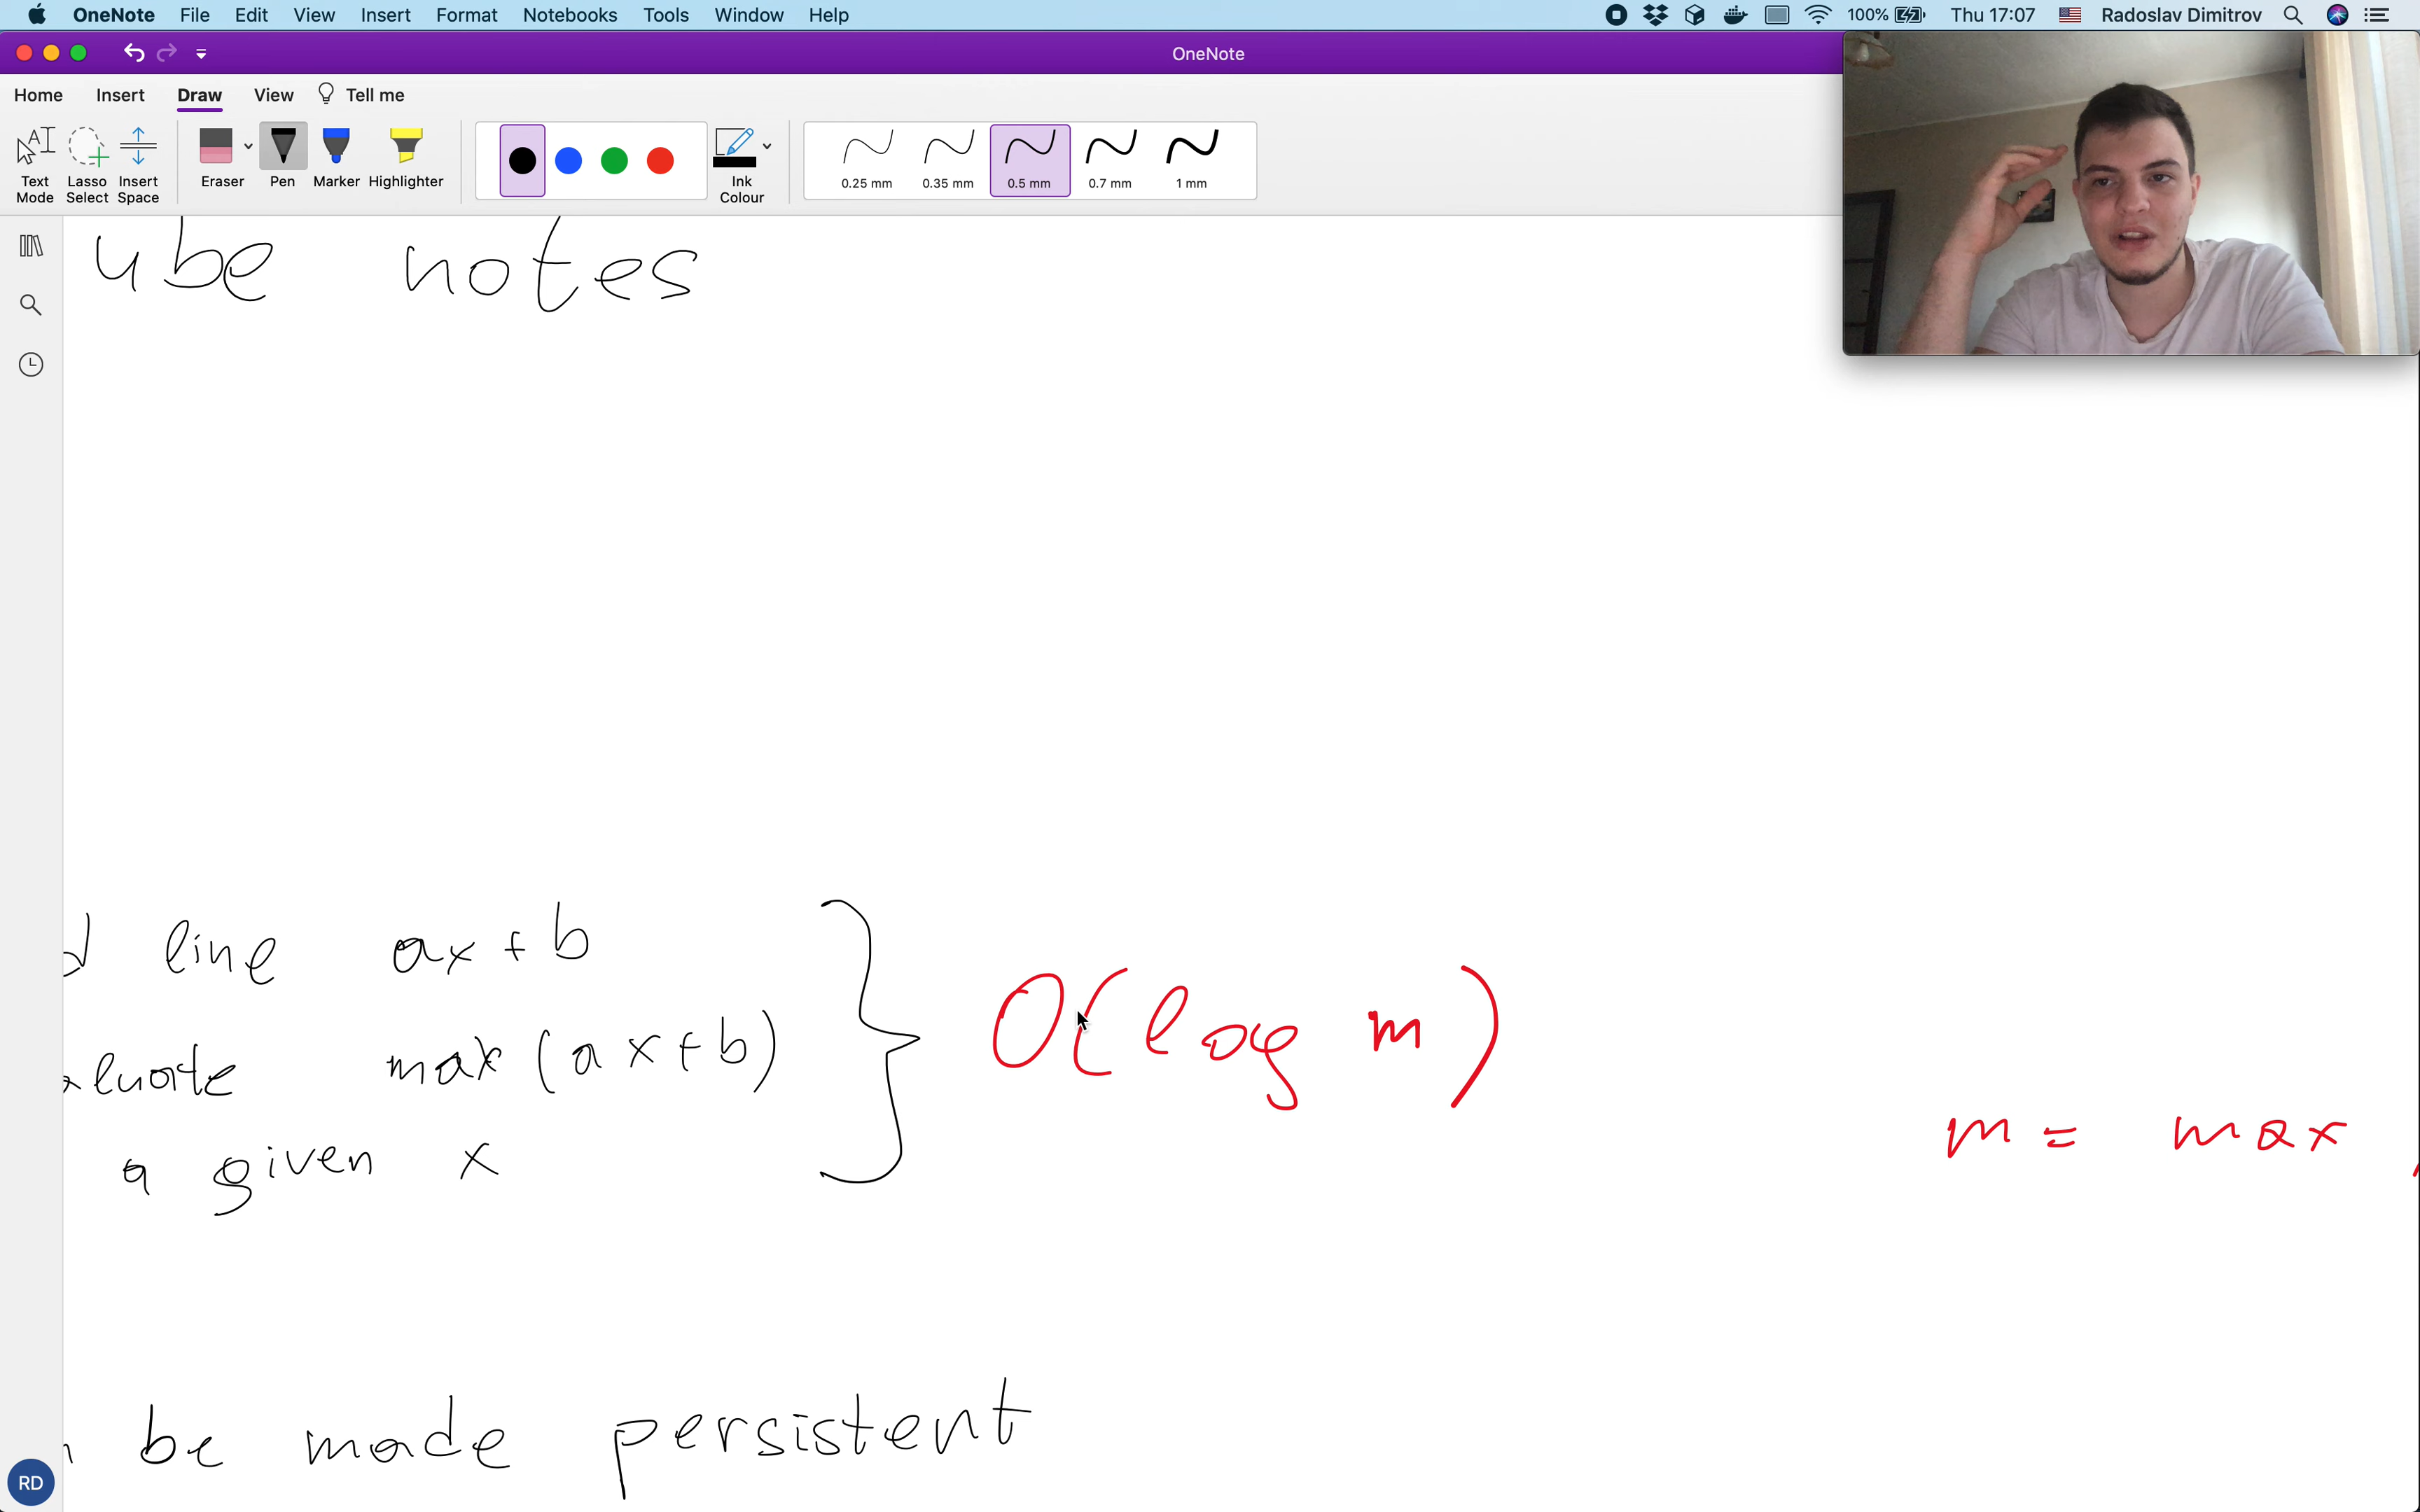 OneNote File Edit View Insert Format Notebooks Tools Window Help 100% Thu 17:07 Radoslav Dimitrov
OneNote
Home Insert Draw View Tell me
Text Mode
Lasso Select
Insert Space
Eraser
Pen
Marker
Highlighter
Ink Colour
0.25 mm 0.35 mm 0.5 mm 0.7 mm 1 mm
ube notes
d line ax + b
aluate max (ax+b)
a given x
O(log m)
m = max
n be made persistent
RD